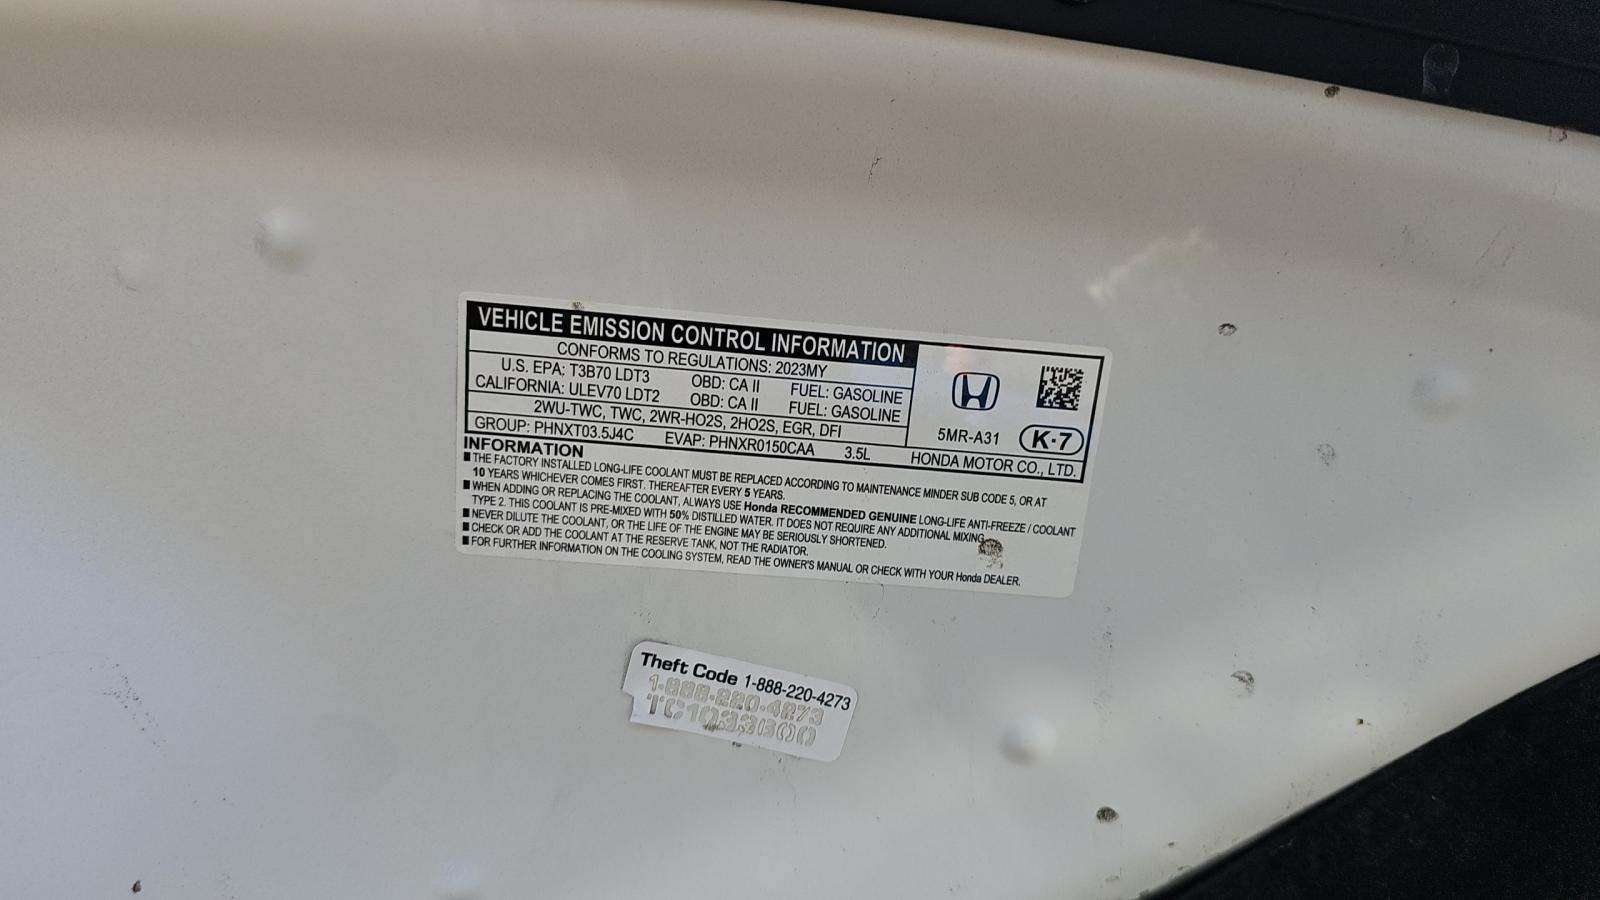 VEHICLE EMISSION CONTROL INFORMATION
CONFORMS TO REGULATIONS: 2023MY
U.S. EPA: T3B70 LDT3 OBD: CA II FUEL: GASOLINE
CALIFORNIA: ULEV70 LDT2 OBD: CA II FUEL: GASOLINE
2WU-TWC, TWC, 2WR-HO2S, 2HO2S, EGR, DFI
GROUP: PHNXT03.5J4C EVAP: PHNXR0150CAA 3.5L
5MR-A31 K-7
HONDA MOTOR CO., LTD.
INFORMATION
■ THE FACTORY INSTALLED LONG-LIFE COOLANT MUST BE REPLACED ACCORDING TO MAINTENANCE MINDER SUB CODE 5, OR AT
10 YEARS WHICHEVER COMES FIRST. THEREAFTER EVERY 5 YEARS.
■ WHEN ADDING OR REPLACING THE COOLANT, ALWAYS USE Honda RECOMMENDED GENUINE LONG-LIFE ANTI-FREEZE / COOLANT
TYPE 2. THIS COOLANT IS PRE-MIXED WITH 50% DISTILLED WATER. IT DOES NOT REQUIRE ANY ADDITIONAL MIXING.
■ NEVER DILUTE THE COOLANT, OR THE LIFE OF THE ENGINE MAY BE SERIOUSLY SHORTENED.
■ CHECK OR ADD THE COOLANT AT THE RESERVE TANK, NOT THE RADIATOR.
■ FOR FURTHER INFORMATION ON THE COOLING SYSTEM, READ THE OWNER'S MANUAL OR CHECK WITH YOUR Honda DEALER.
Theft Code 1-888-220-4273
1-888-220-4273
TC1033600